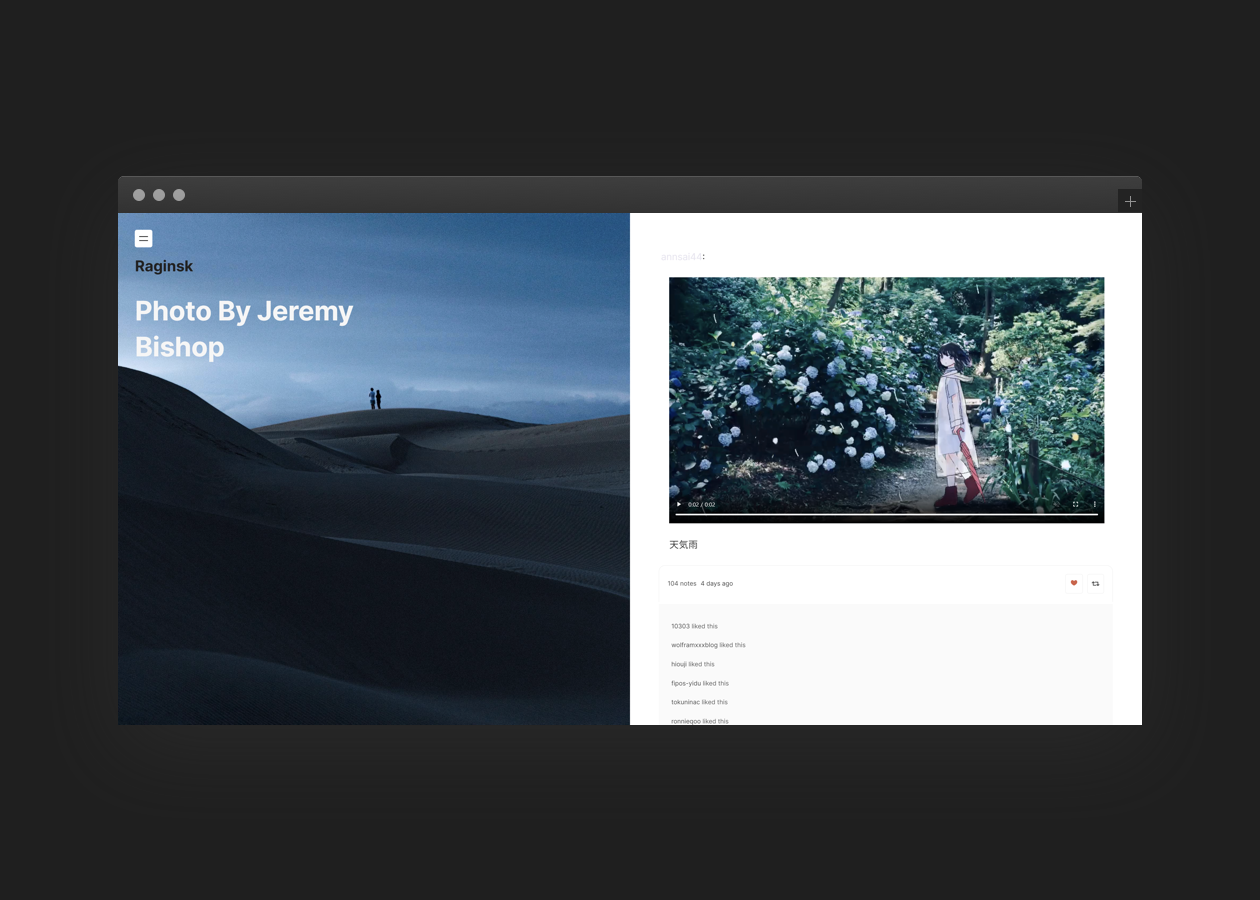 Raginsk
Photo By Jeremy
Bishop
annsai44:
0:02 / 0:02
天気雨
104 notes 4 days ago
10303 liked this
wolframxxxblog liked this
hiouji liked this
fipos-yidu liked this
tokuninac liked this
ronnieqoo liked this